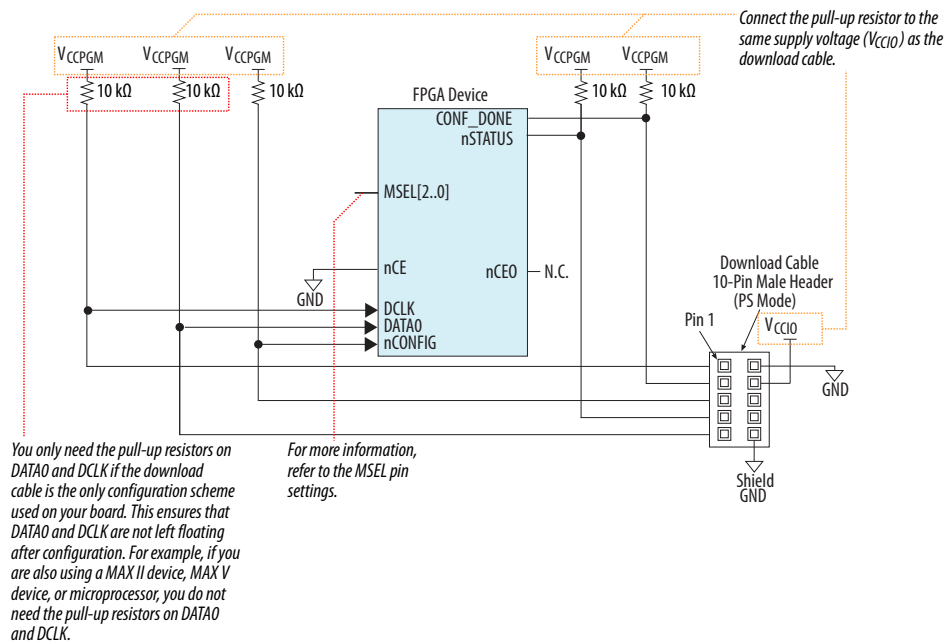 Connect the pull-up resistor to the
same supply voltage (VCCIO) as the
download cable.
VCCPGM VCCPGM VCCPGM
VCCPGM VCCPGM
10 kΩ 10 kΩ 10 kΩ
10 kΩ 10 kΩ
FPGA Device
CONF_DONE
nSTATUS
MSEL[2..0]
nCE
nCEO
N.C.
GND
DCLK
DATA0
nCONFIG
Download Cable
10-Pin Male Header
(PS Mode)
Pin 1
VCCIO
GND
Shield
GND
You only need the pull-up resistors on
DATA0 and DCLK if the download
cable is the only configuration scheme
used on your board. This ensures that
DATA0 and DCLK are not left floating
after configuration. For example, if you
are also using a MAX II device, MAX V
device, or microprocessor, you do not
need the pull-up resistors on DATA0
and DCLK.
For more information,
refer to the MSEL pin
settings.